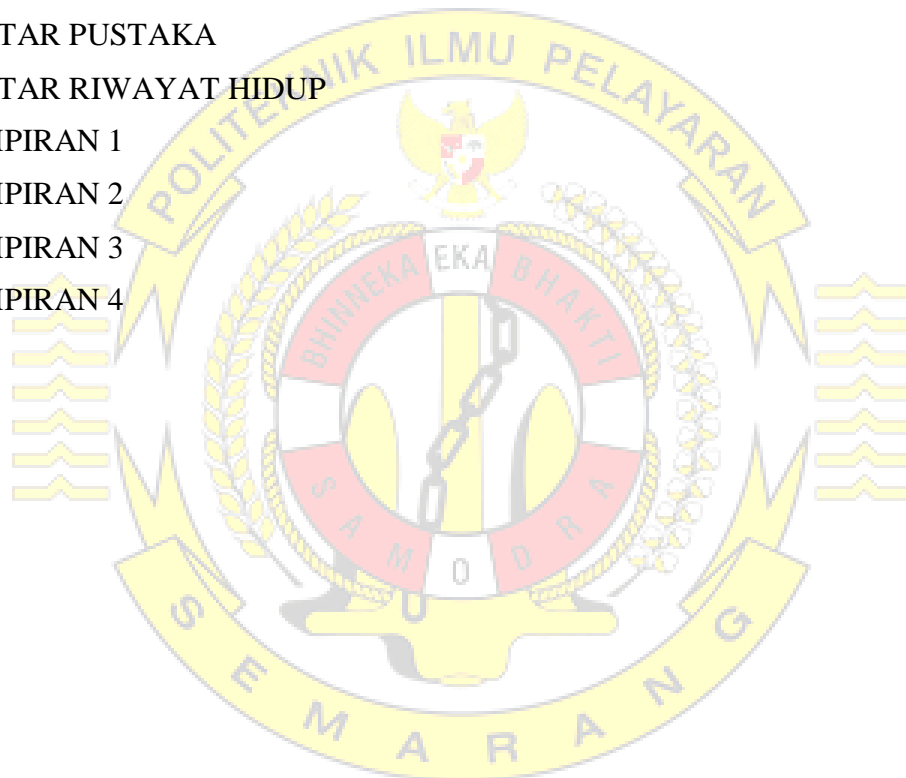 TAR PUSTAKA
TAR RIWAYAT HIDUP
IPIRAN 1
IPIRAN 2
IPIRAN 3
IPIRAN 4
POLITEKNIK ILMU PELAYARAN
BHINNEKA EKA BHAKTI
SAMODRA
SEMARANG